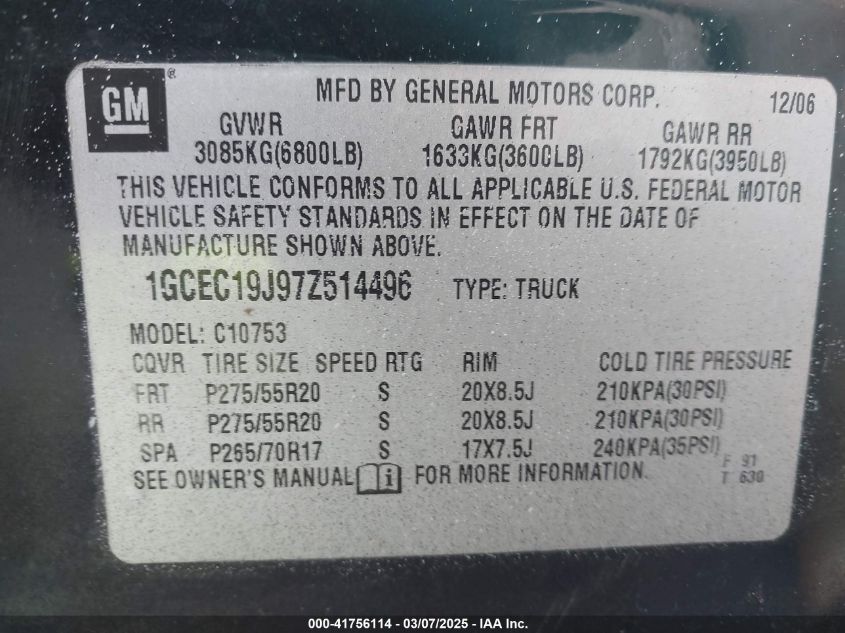 GM®
MFD BY GENERAL MOTORS CORP. 12/06
GVWR GAWR FRT GAWR RR
3085KG(6800LB) 1633KG(3600LB) 1792KG(3950LB)
THIS VEHICLE CONFORMS TO ALL APPLICABLE U.S. FEDERAL MOTOR
VEHICLE SAFETY STANDARDS IN EFFECT ON THE DATE OF
MANUFACTURE SHOWN ABOVE.
1GCEC19J97Z514496 TYPE: TRUCK
MODEL: C10753
CQVR TIRE SIZE SPEED RTG RIM COLD TIRE PRESSURE
FRT P275/55R20 S 20X8.5J 210KPA(30PSI)
RR P275/55R20 S 20X8.5J 210KPA(30PSI)
SPA P265/70R17 S 17X7.5J 240KPA(35PSI)
F 91
SEE OWNER'S MANUAL i FOR MORE INFORMATION. T 630
000-41756114 — 03/07/2025 — IAA Inc.